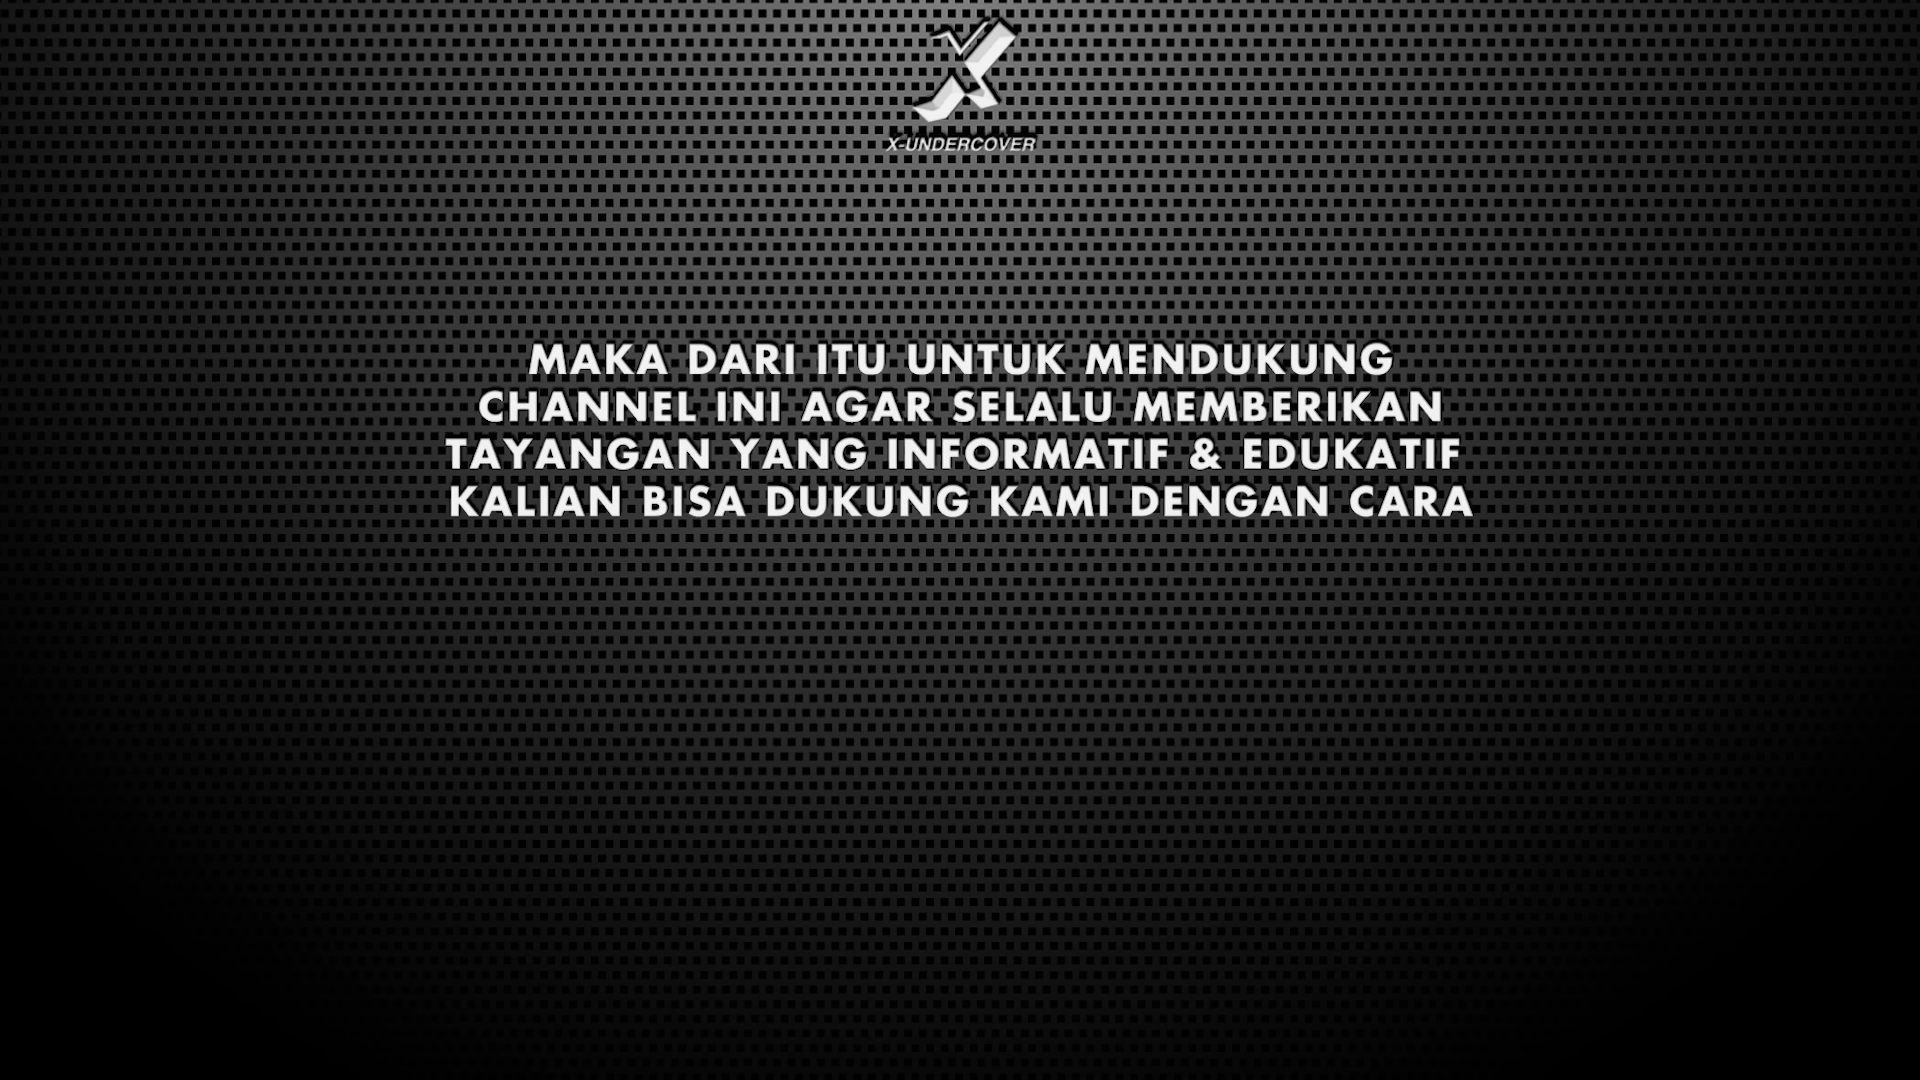 X-UNDERCOVER
MAKA DARI ITU UNTUK MENDUKUNG
CHANNEL INI AGAR SELALU MEMBERIKAN
TAYANGAN YANG INFORMATIF & EDUKATIF
KALIAN BISA DUKUNG KAMI DENGAN CARA